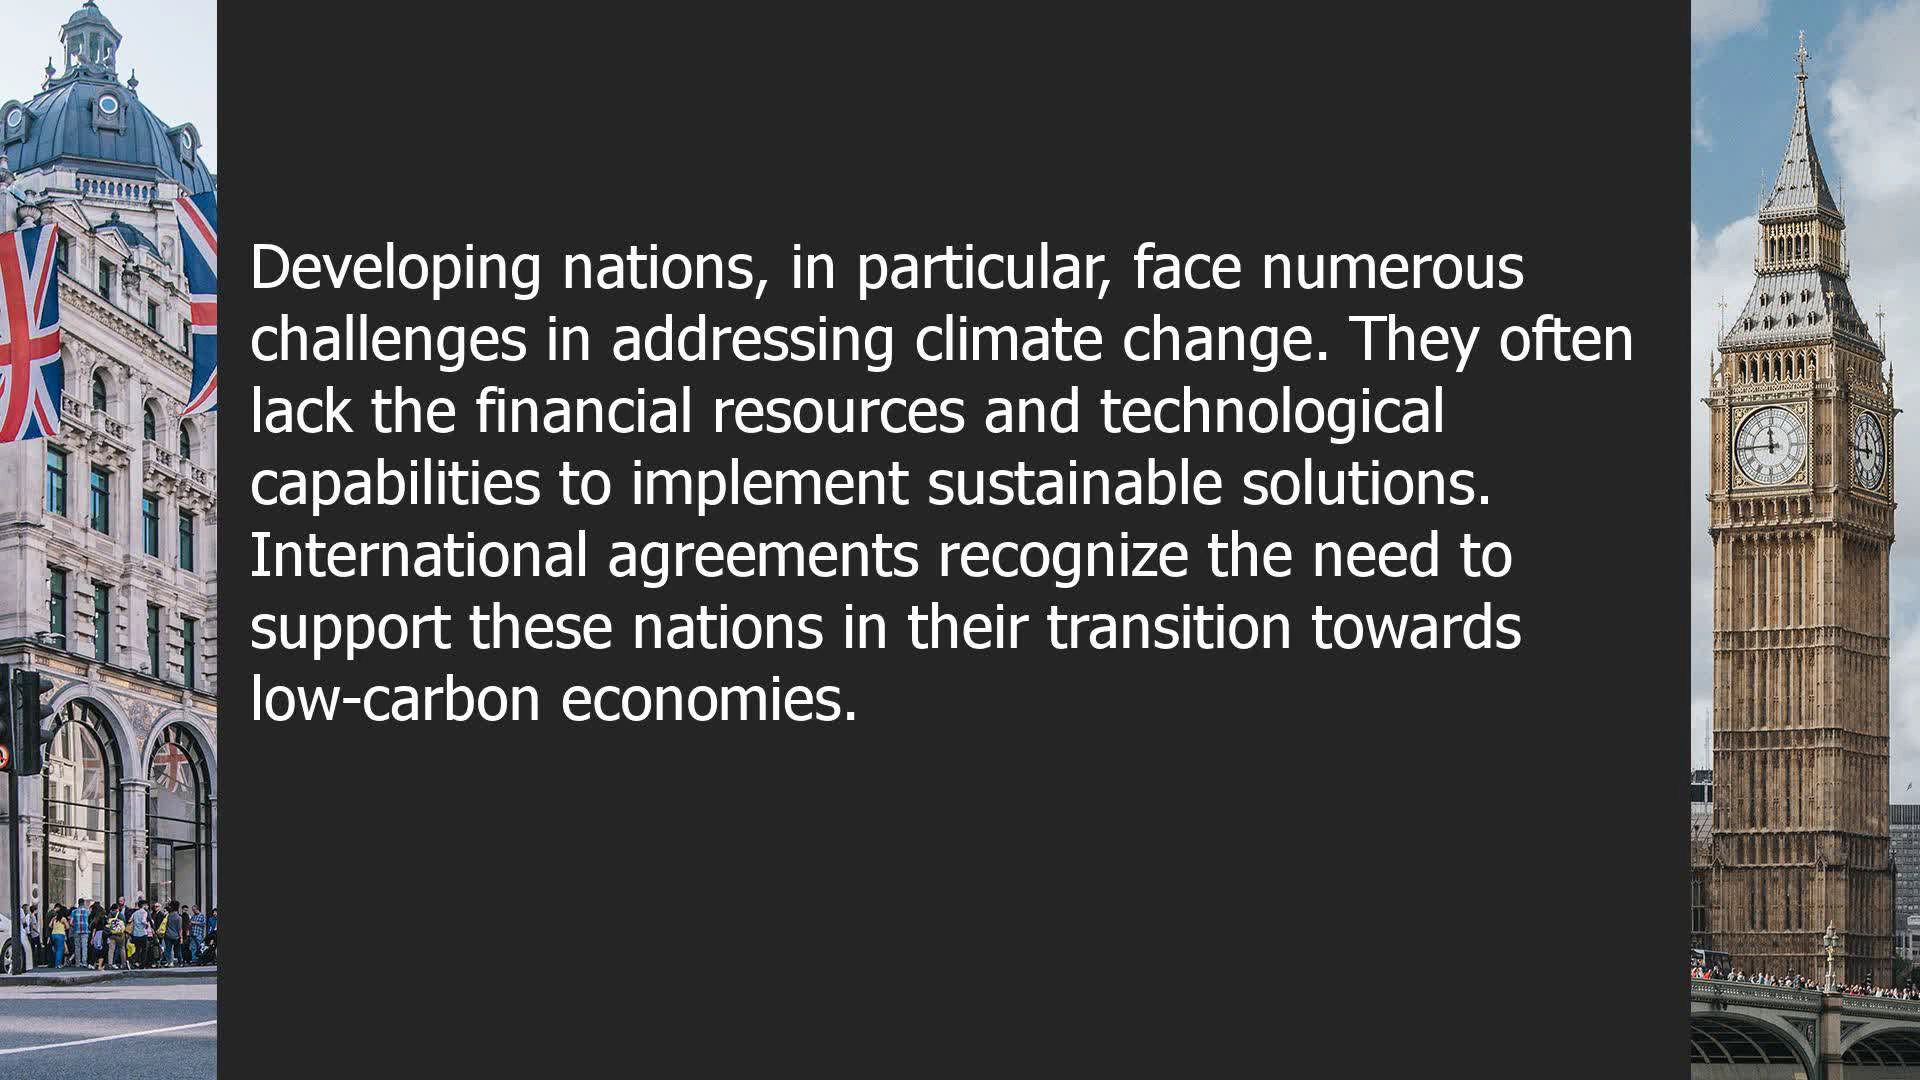 Developing nations, in particular, face numerous
challenges in addressing climate change. They often
lack the financial resources and technological
capabilities to implement sustainable solutions.
International agreements recognize the need to
support these nations in their transition towards
low-carbon economies.